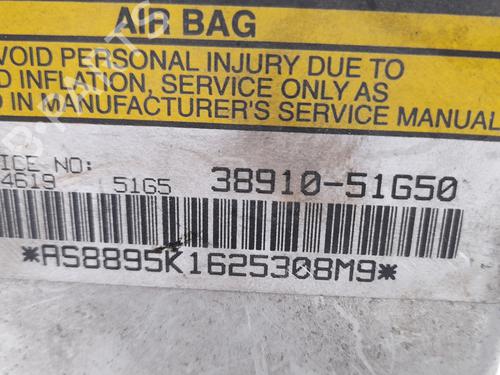 AIR BAG
VOID PERSONAL INJURY DUE TO
D INFLATION, SERVICE ONLY AS
D IN MANUFACTURER'S SERVICE MANUAL
ICE NO:
4619 51G5 38910-51G50
*AS8895K1625308M9*
B-PARTS